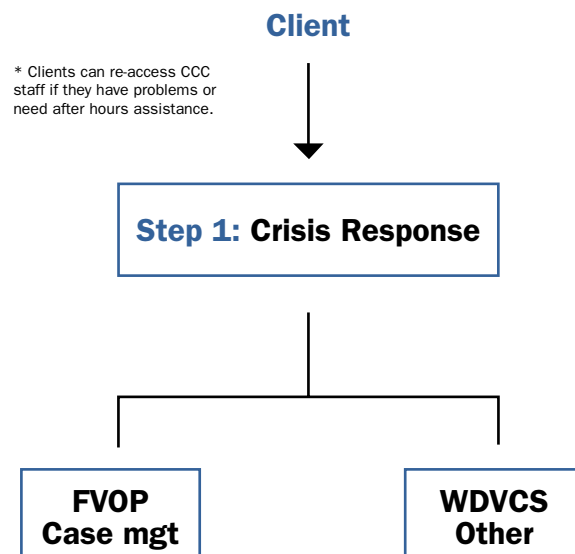 Client
* Clients can re-access CCC
staff if they have problems or
need after hours assistance.
Step 1: Crisis Response
FVOP
Case mgt
WDVCS
Other